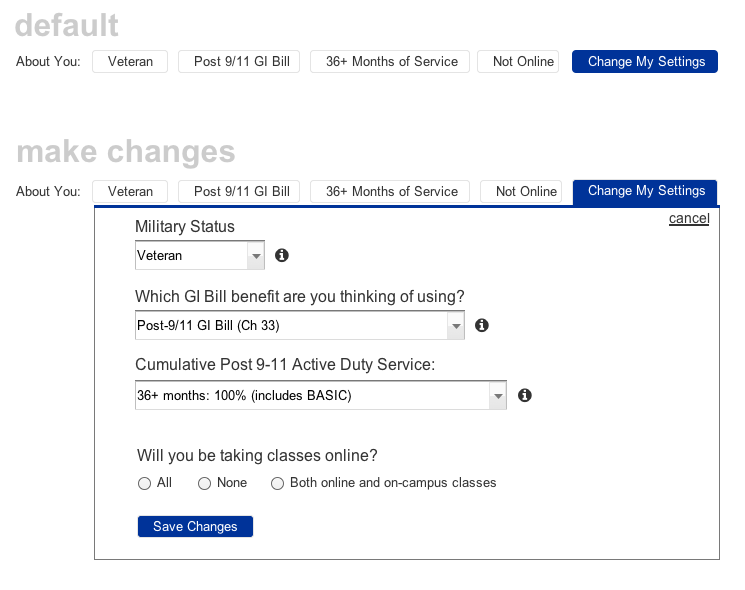 default
About You: Veteran Post 9/11 GI Bill 36+ Months of Service Not Online Change My Settings
make changes
About You: Veteran Post 9/11 GI Bill 36+ Months of Service Not Online Change My Settings
cancel
Military Status
Veteran
Which GI Bill benefit are you thinking of using?
Post-9/11 GI Bill (Ch 33)
Cumulative Post 9-11 Active Duty Service:
36+ months: 100% (includes BASIC)
Will you be taking classes online?
All None Both online and on-campus classes
Save Changes